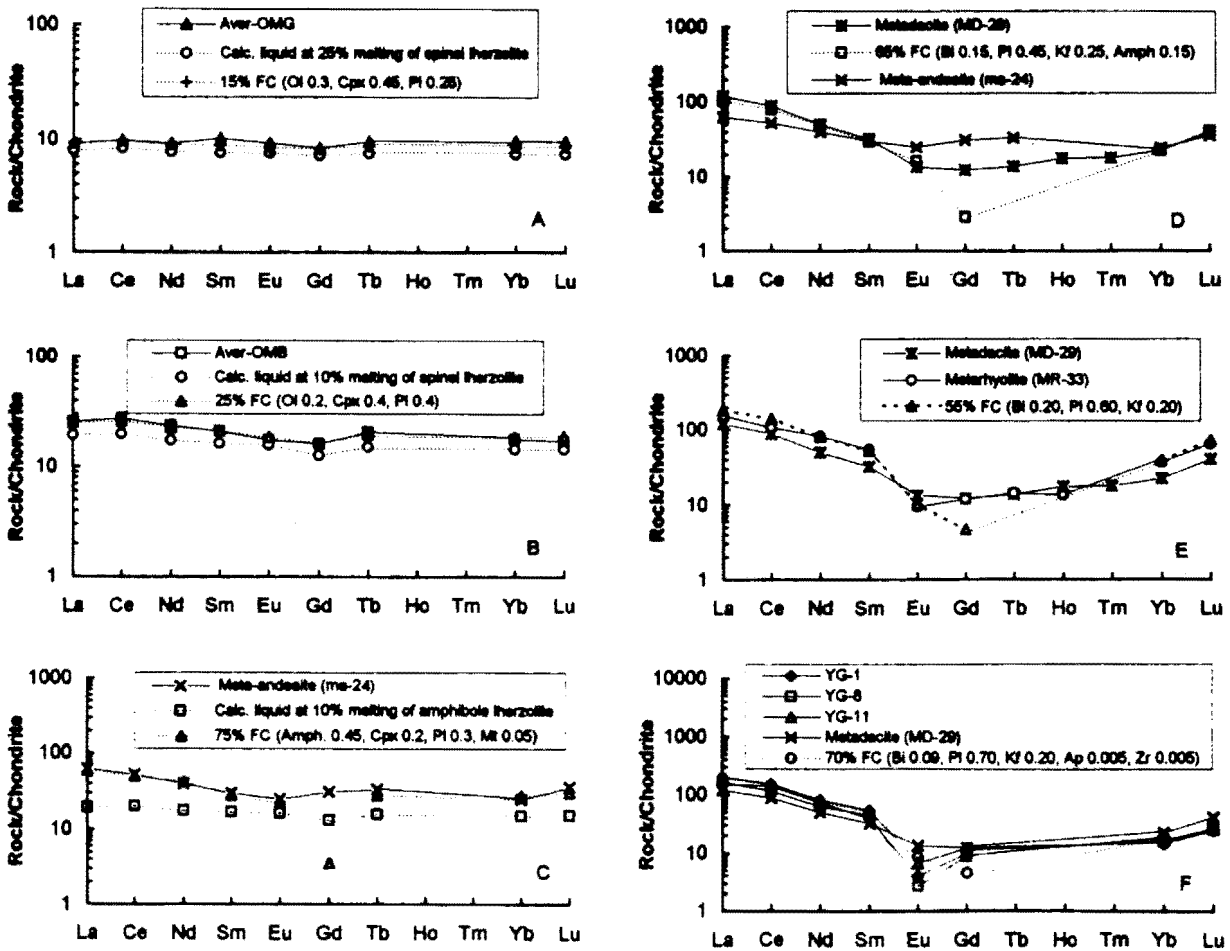 Rock/Chondrite
100
10
1
Aver-OMG
Calc. liquid at 25% melting of spinal lherzolite
15% FC (Ol 0.3, Cpx 0.45, Pl 0.25)
A
La Ce Nd Sm Eu Gd Tb Ho Tm Yb Lu
Rock/Chondrite
100
10
1
Aver-OMB
Calc. liquid at 10% melting of spinal lherzolite
25% FC (Ol 0.2, Cpx 0.4, Pl 0.4)
B
La Ce Nd Sm Eu Gd Tb Ho Tm Yb Lu
Rock/Chondrite
1000
100
10
1
Meta-andesite (ma-24)
Calc. liquid at 10% melting of amphibole lherzolite
75% FC (Amph. 0.45, Cpx 0.2, Pl 0.3, Mt 0.05)
C
La Ce Nd Sm Eu Gd Tb Ho Tm Yb Lu
Rock/Chondrite
1000
100
10
1
Metadacite (MD-29)
65% FC (Bi 0.15, Pl 0.45, Kf 0.25, Amph 0.15)
Meta-andesite (ma-24)
D
La Ce Nd Sm Eu Gd Tb Ho Tm Yb Lu
Rock/Chondrite
1000
100
10
1
Metadacite (MD-29)
Metarhyolite (MR-33)
55% FC (Bi 0.20, Pl 0.60, Kf 0.20)
E
La Ce Nd Sm Eu Gd Tb Ho Tm Yb Lu
Rock/Chondrite
10000
1000
100
10
1
YG-1
YG-8
YG-11
Metadacite (MD-29)
70% FC (Bi 0.09, Pl 0.70, Kf 0.20, Ap 0.005, Zr 0.005)
F
La Ce Nd Sm Eu Gd Tb Ho Tm Yb Lu